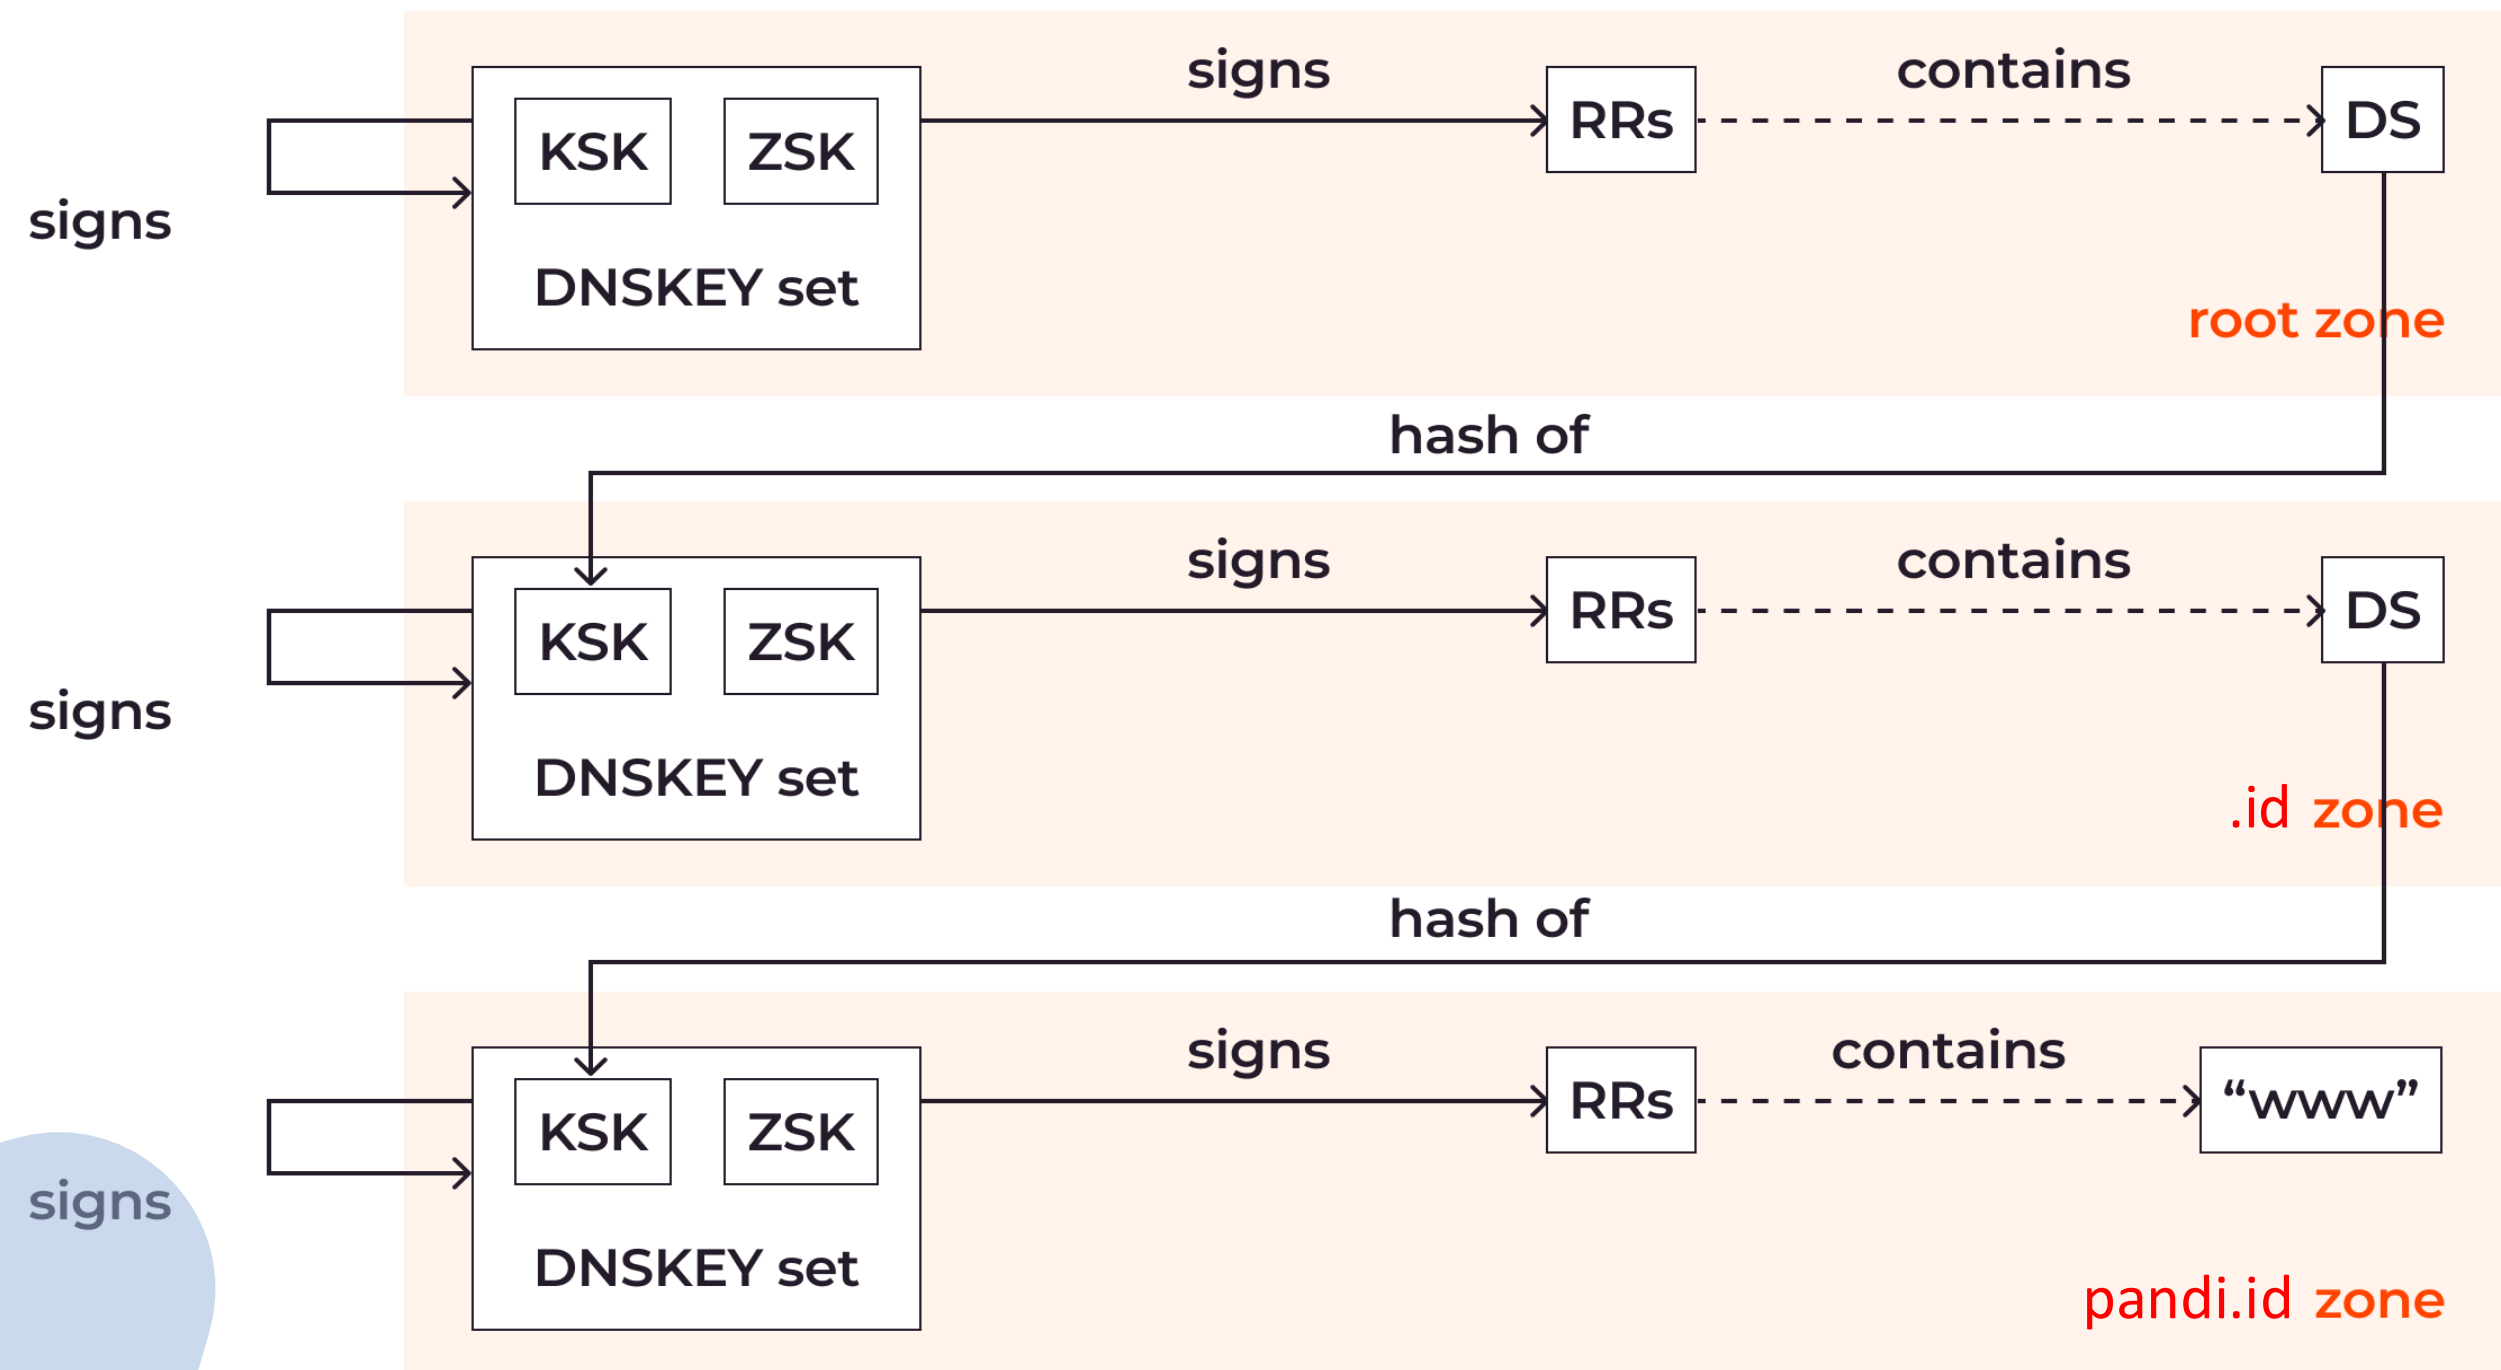 signs
contains
KSK
ZSK
RRs
DS
signs
DNSKEY set
root zone
hash of
signs
contains
KSK
ZSK
RRs
DS
signs
DNSKEY set
.id zone
hash of
signs
contains
KSK
ZSK
RRs
“www”
signs
DNSKEY set
pandi.id zone